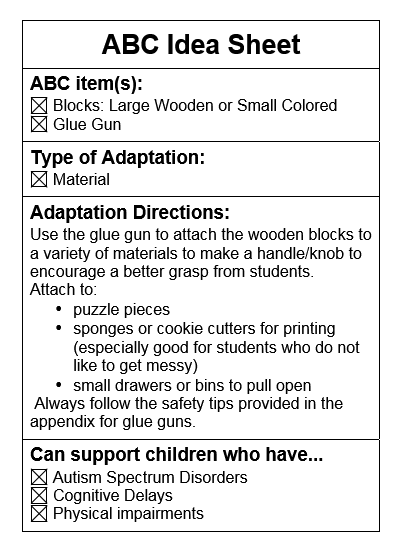 ABC Idea Sheet
ABC item(s):
☒ Blocks: Large Wooden or Small Colored
☒ Glue Gun
Type of Adaptation:
☒ Material
Adaptation Directions:
Use the glue gun to attach the wooden blocks to
a variety of materials to make a handle/knob to
encourage a better grasp from students.
Attach to:
• puzzle pieces
• sponges or cookie cutters for printing
(especially good for students who do not
like to get messy)
• small drawers or bins to pull open
Always follow the safety tips provided in the
appendix for glue guns.
Can support children who have...
☒ Autism Spectrum Disorders
☒ Cognitive Delays
☒ Physical impairments